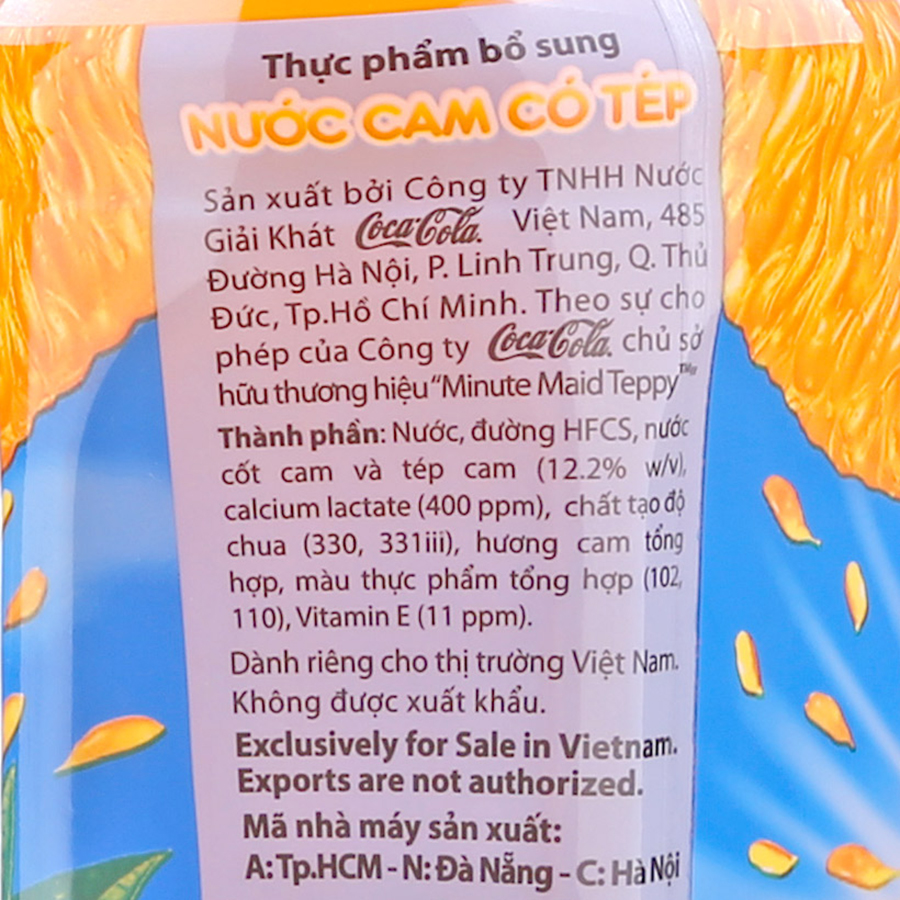 Thực phẩm bổ sung
NƯỚC CAM CÓ TÉP
Sản xuất bởi Công ty TNHH Nước
Giải Khát Coca-Cola. Việt Nam, 485
Đường Hà Nội, P. Linh Trung, Q. Thủ
Đức, Tp.Hồ Chí Minh. Theo sự cho
phép của Công ty Coca-Cola. chủ sở
hữu thương hiệu “Minute Maid Teppy™”
Thành phần: Nước, đường HFCS, nước
cốt cam và tép cam (12.2% w/v),
calcium lactate (400 ppm), chất tạo độ
chua (330, 331iii), hương cam tổng
hợp, màu thực phẩm tổng hợp (102,
110), Vitamin E (11 ppm).
Dành riêng cho thị trường Việt Nam.
Không được xuất khẩu.
Exclusively for Sale in Vietnam.
Exports are not authorized.
Mã nhà máy sản xuất:
A: Tp.HCM - N: Đà Nẵng - C: Hà Nội